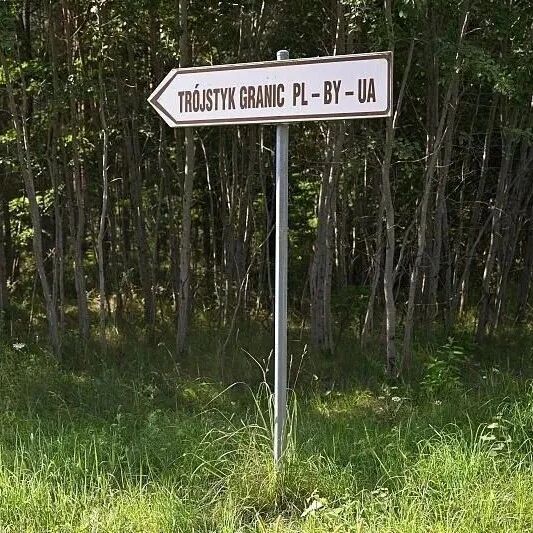 TRÓJSTYK GRANIC PL – BY – UA